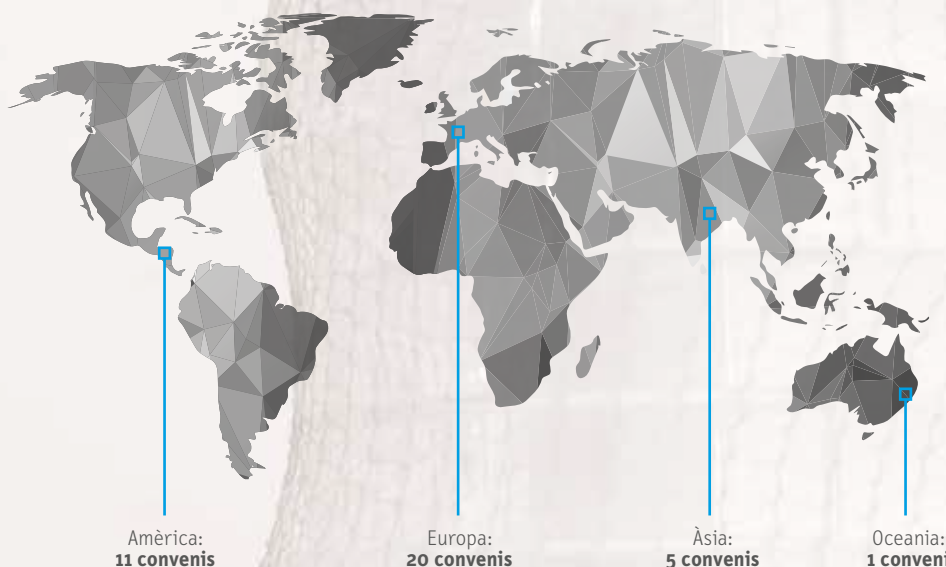 Amèrica:
11 convenis
Europa:
20 convenis
Àsia:
5 convenis
Oceania:
1 conveni